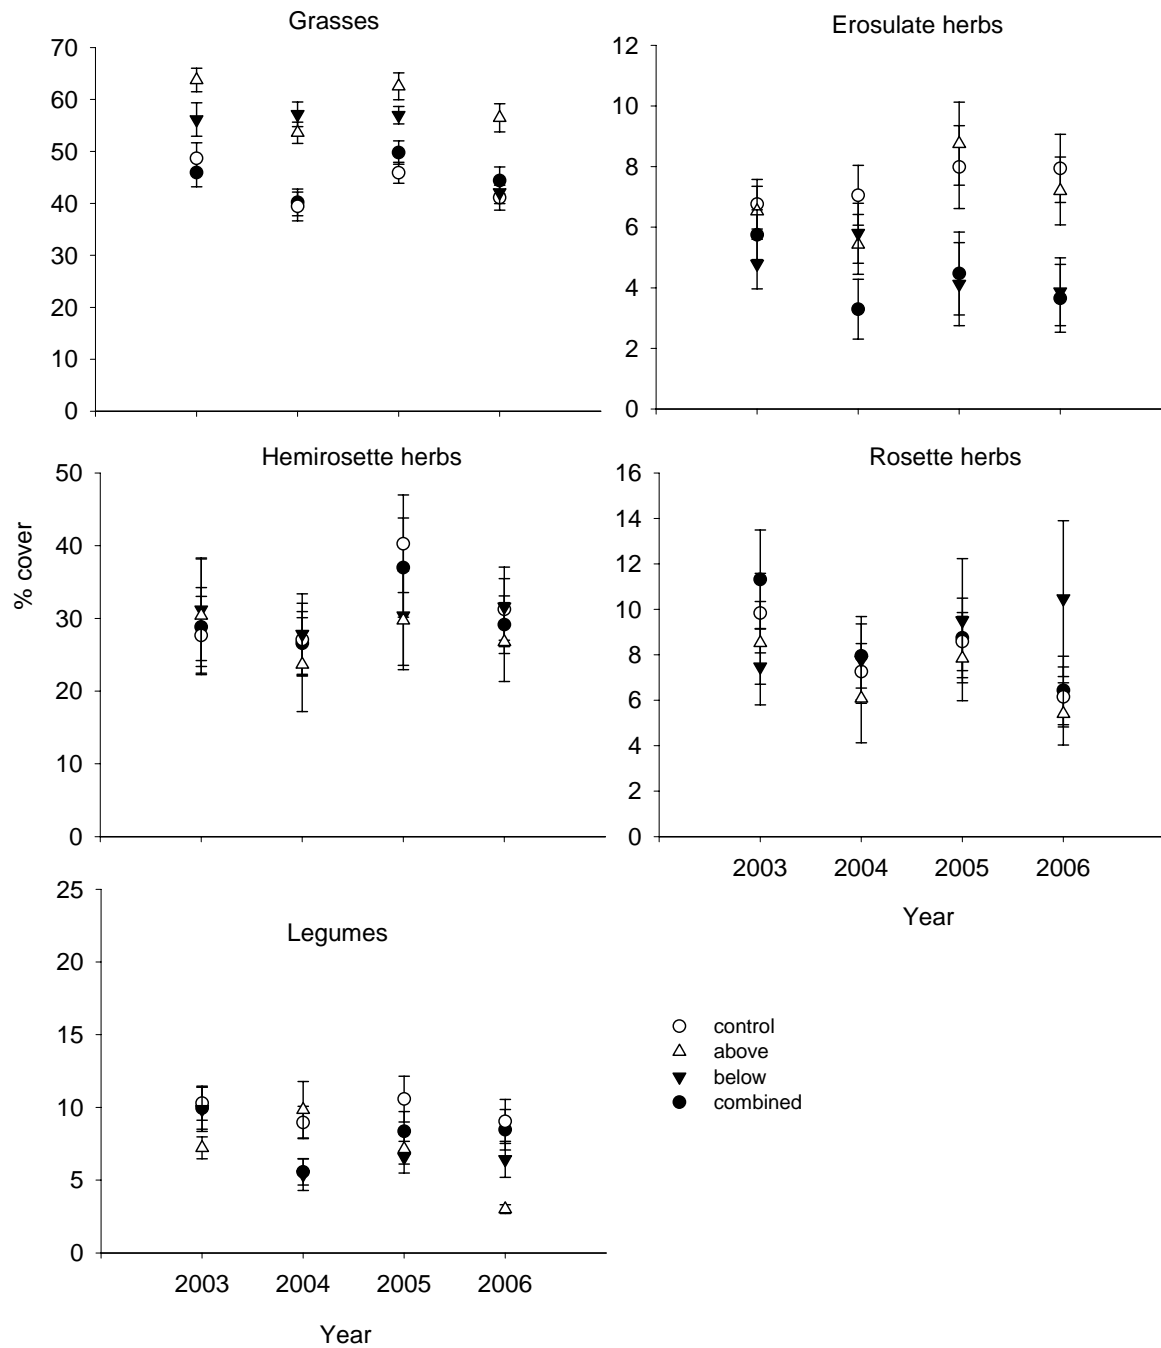 Grasses
70
60
50
40
30
20
10
0
Erosulate herbs
12
10
8
6
4
2
0
% cover
Hemirosette herbs
50
40
30
20
10
0
Rosette herbs
16
14
12
10
8
6
4
2
0
2003 2004 2005 2006
Year
Legumes
25
20
15
10
5
0
2003 2004 2005 2006
Year
control
above
below
combined